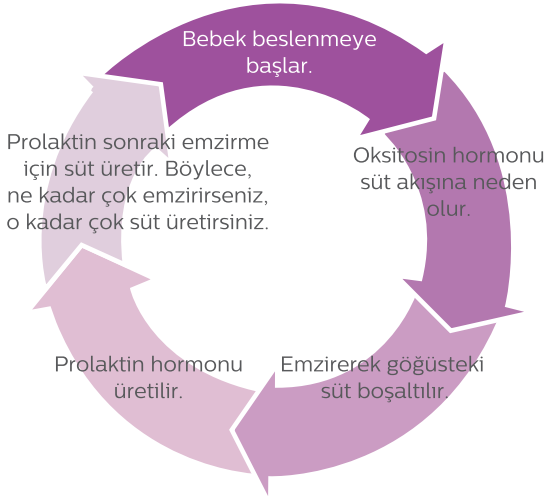 Bebek beslenmeye
başlar.
Oksitosin hormonu
süt akışına neden
olur.
Emzirerek göğüsteki
süt boşaltılır.
Prolaktin hormonu
üretilir.
Prolaktin sonraki emzirme
için süt üretir. Böylece,
ne kadar çok emzirirseniz,
o kadar çok süt üretirsiniz.